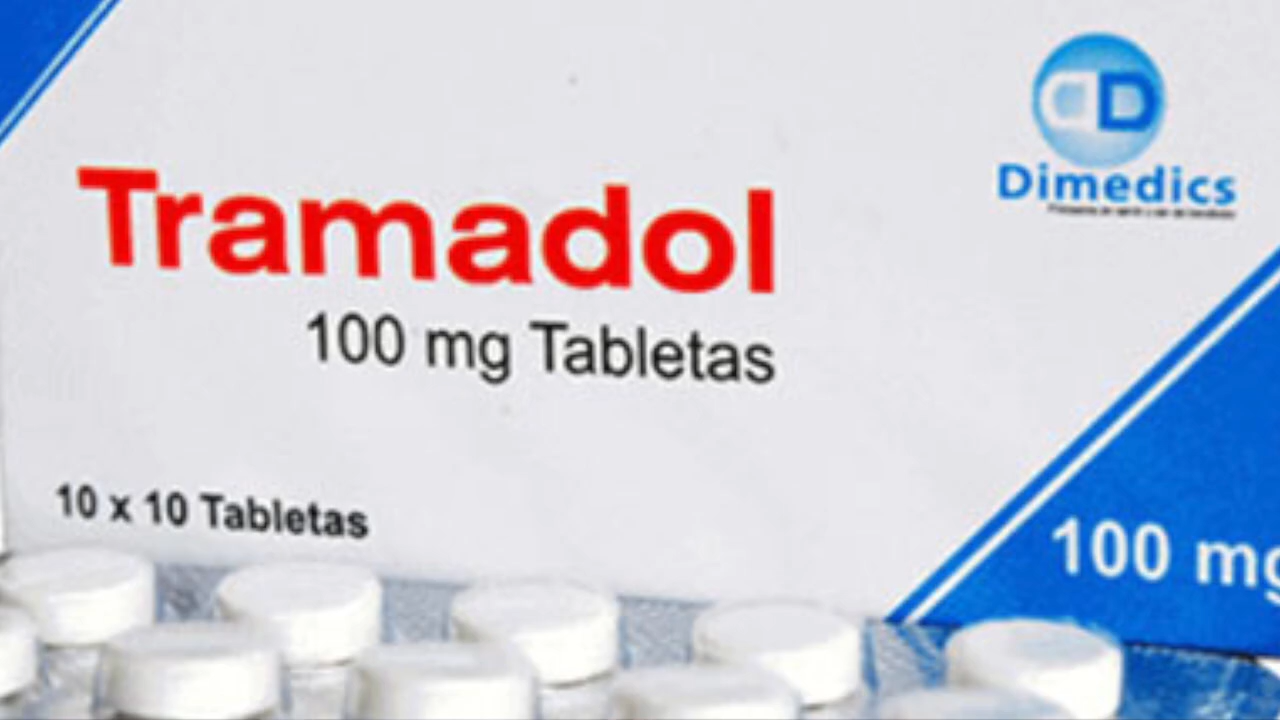 Dimedics
Tramadol
100 mg Tabletas
10 x 10 Tabletas
100 mg